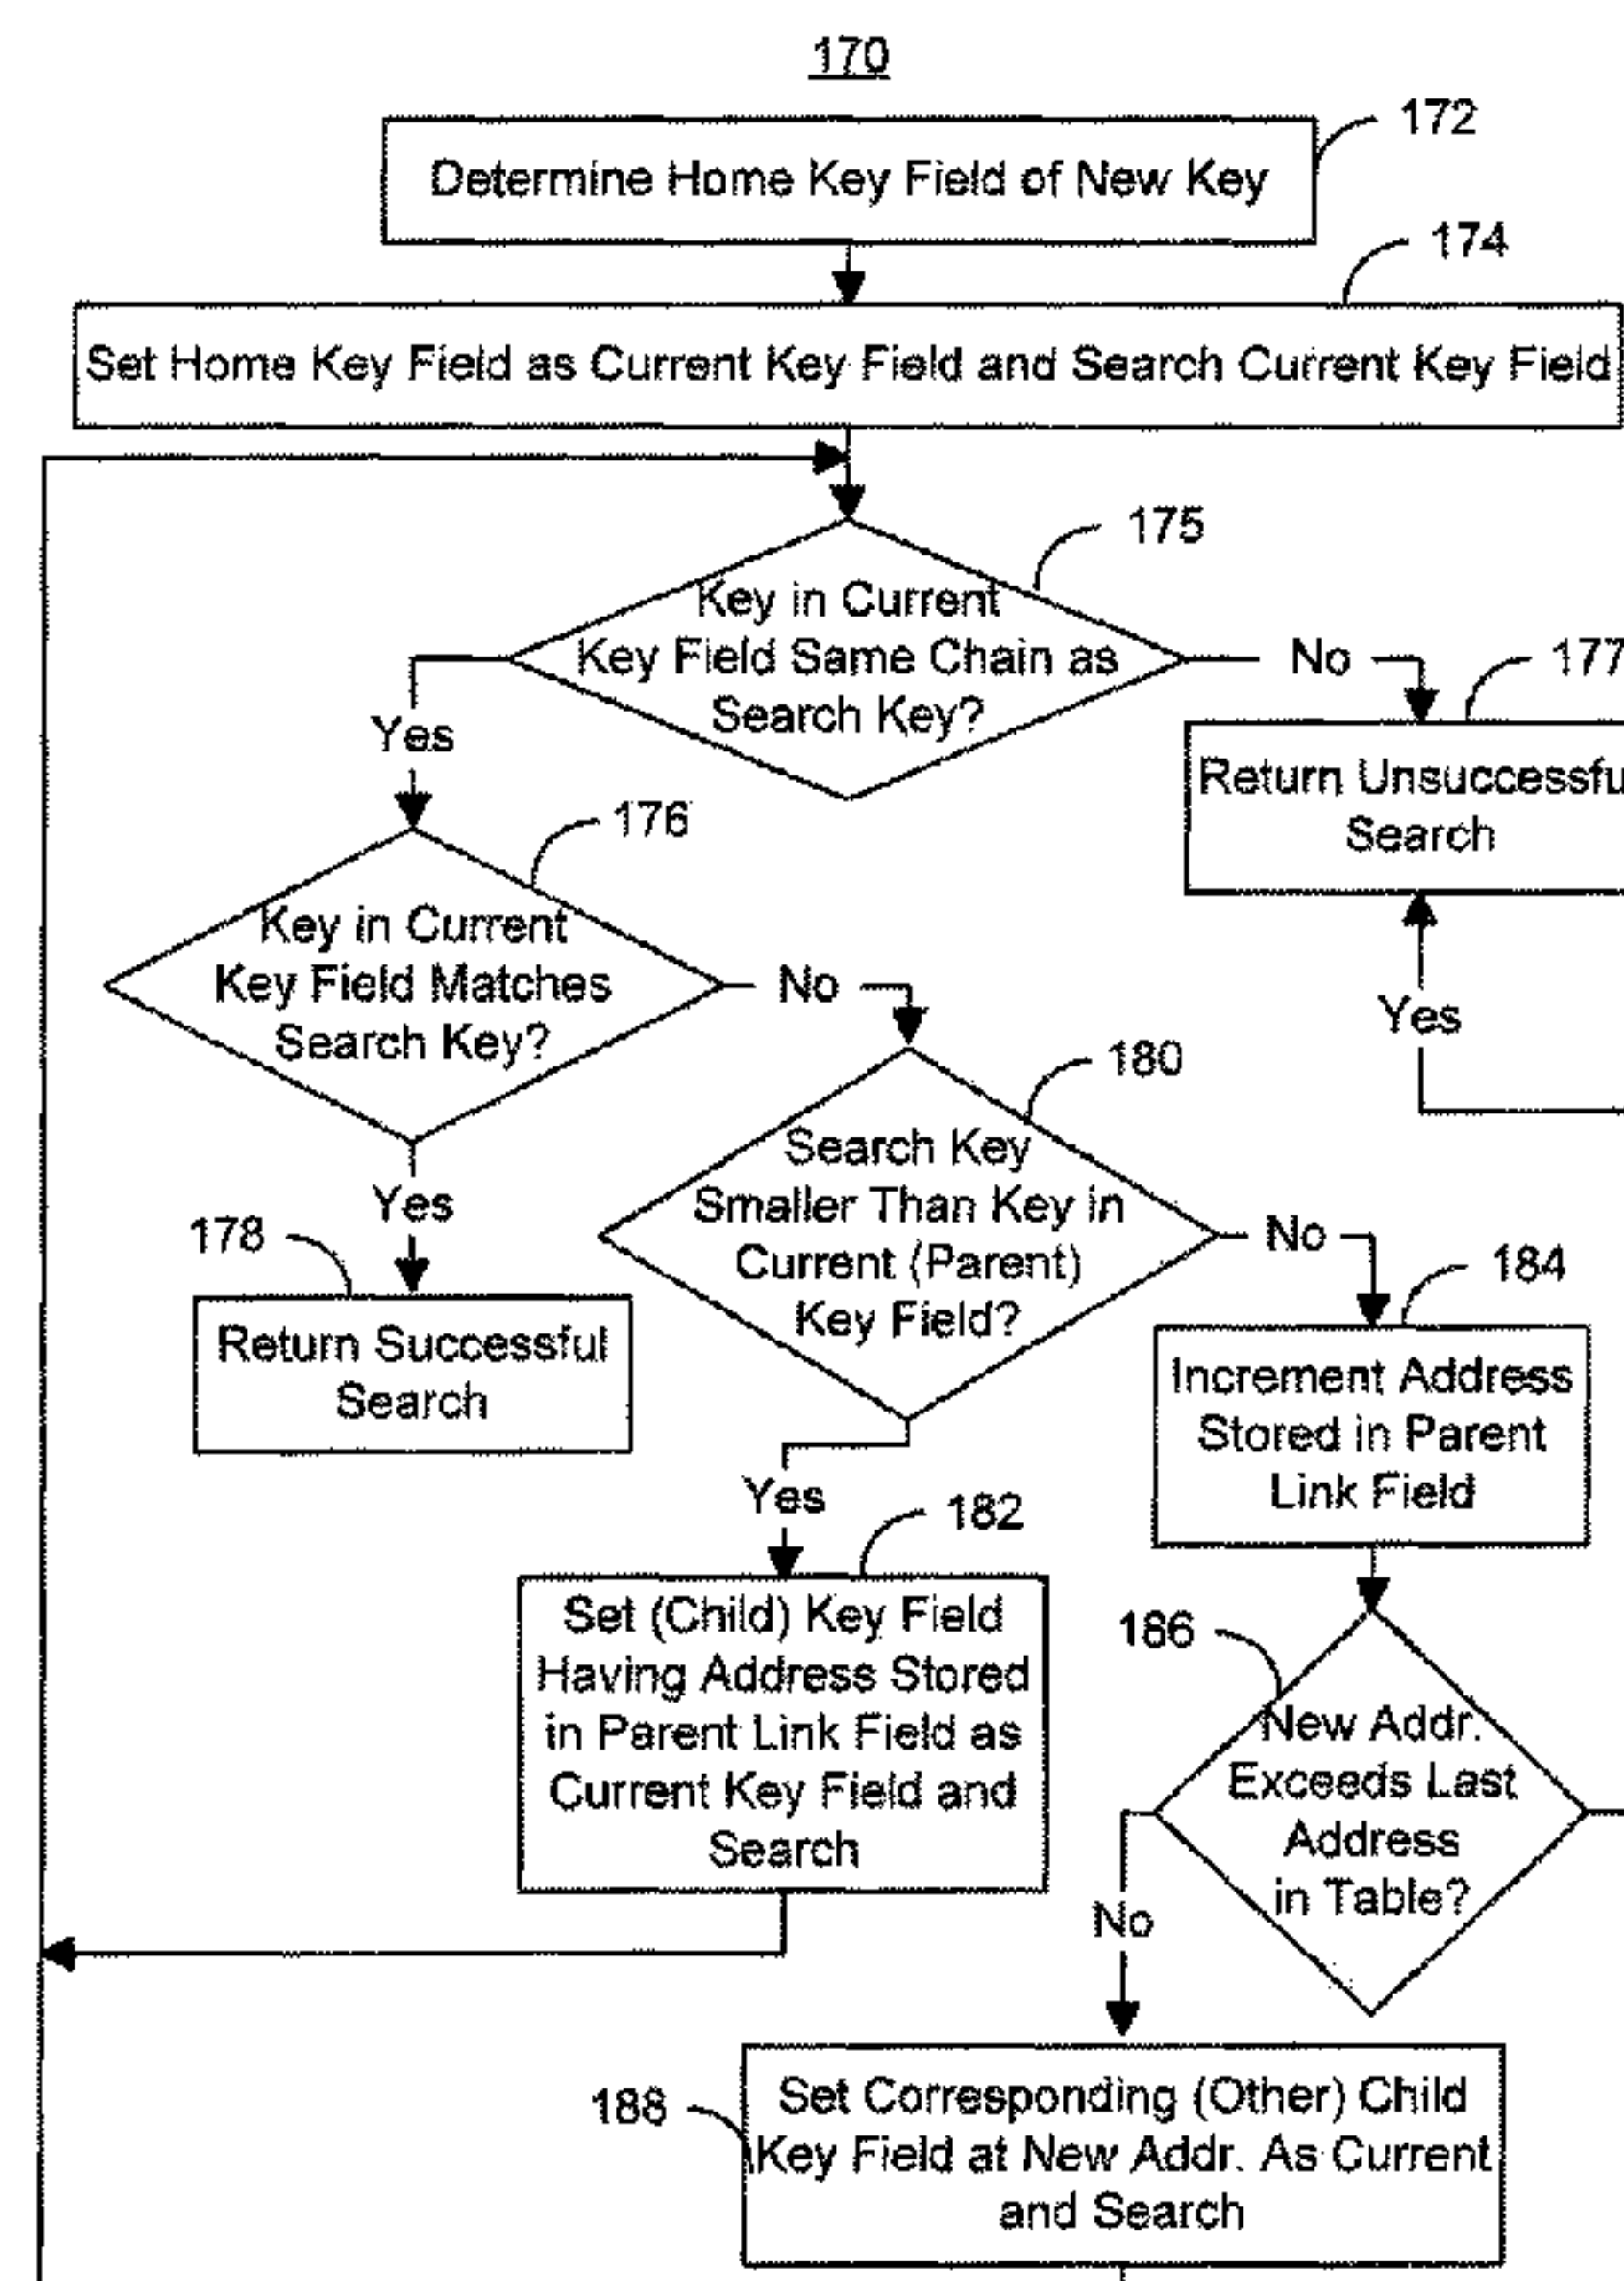 170
172
Determine Home Key Field of New Key
174
Set Home Key Field as Current Key Field and Search Current Key Field
175
Key in Current
Key Field Same Chain as
Search Key?
No
177
Yes
Return Unsuccessfu
Search
176
Key in Current
Key Field Matches
Search Key?
No
Yes
180
Search Key
Smaller Than Key in
Current (Parent)
Key Field?
Yes
178
Return Successful
Search
No
184
Increment Address
Stored in Parent
Link Field
Yes
182
Set (Child) Key Field
Having Address Stored
in Parent Link Field as
Current Key Field and
Search
186
New Addr.
Exceeds Last
Address
in Table?
No
188
Set Corresponding (Other) Child
Key Field at New Addr. As Current
and Search